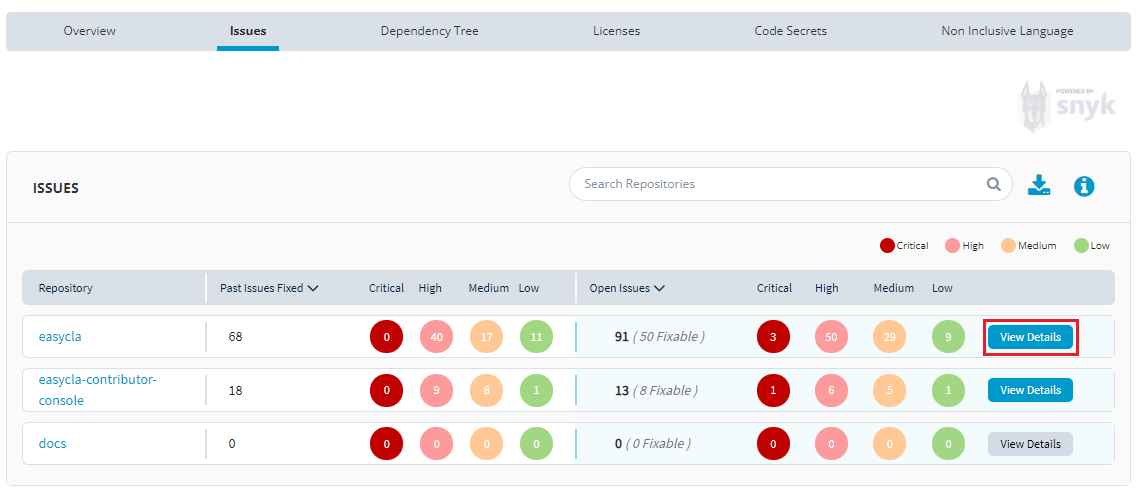 Overview Issues Dependency Tree Licenses Code Secrets Non Inclusive Language
POWERED BY
snyk
ISSUES Search Repositories
Critical High Medium Low
Repository Past Issues Fixed Critical High Medium Low Open Issues Critical High Medium Low
easycla 68 0 40 17 11 91 ( 50 Fixable ) 3 50 29 9 View Details
easycla-contributor-
console 18 0 9 8 1 13 ( 8 Fixable ) 1 6 5 1 View Details
docs 0 0 0 0 0 0 ( 0 Fixable ) 0 0 0 0 View Details